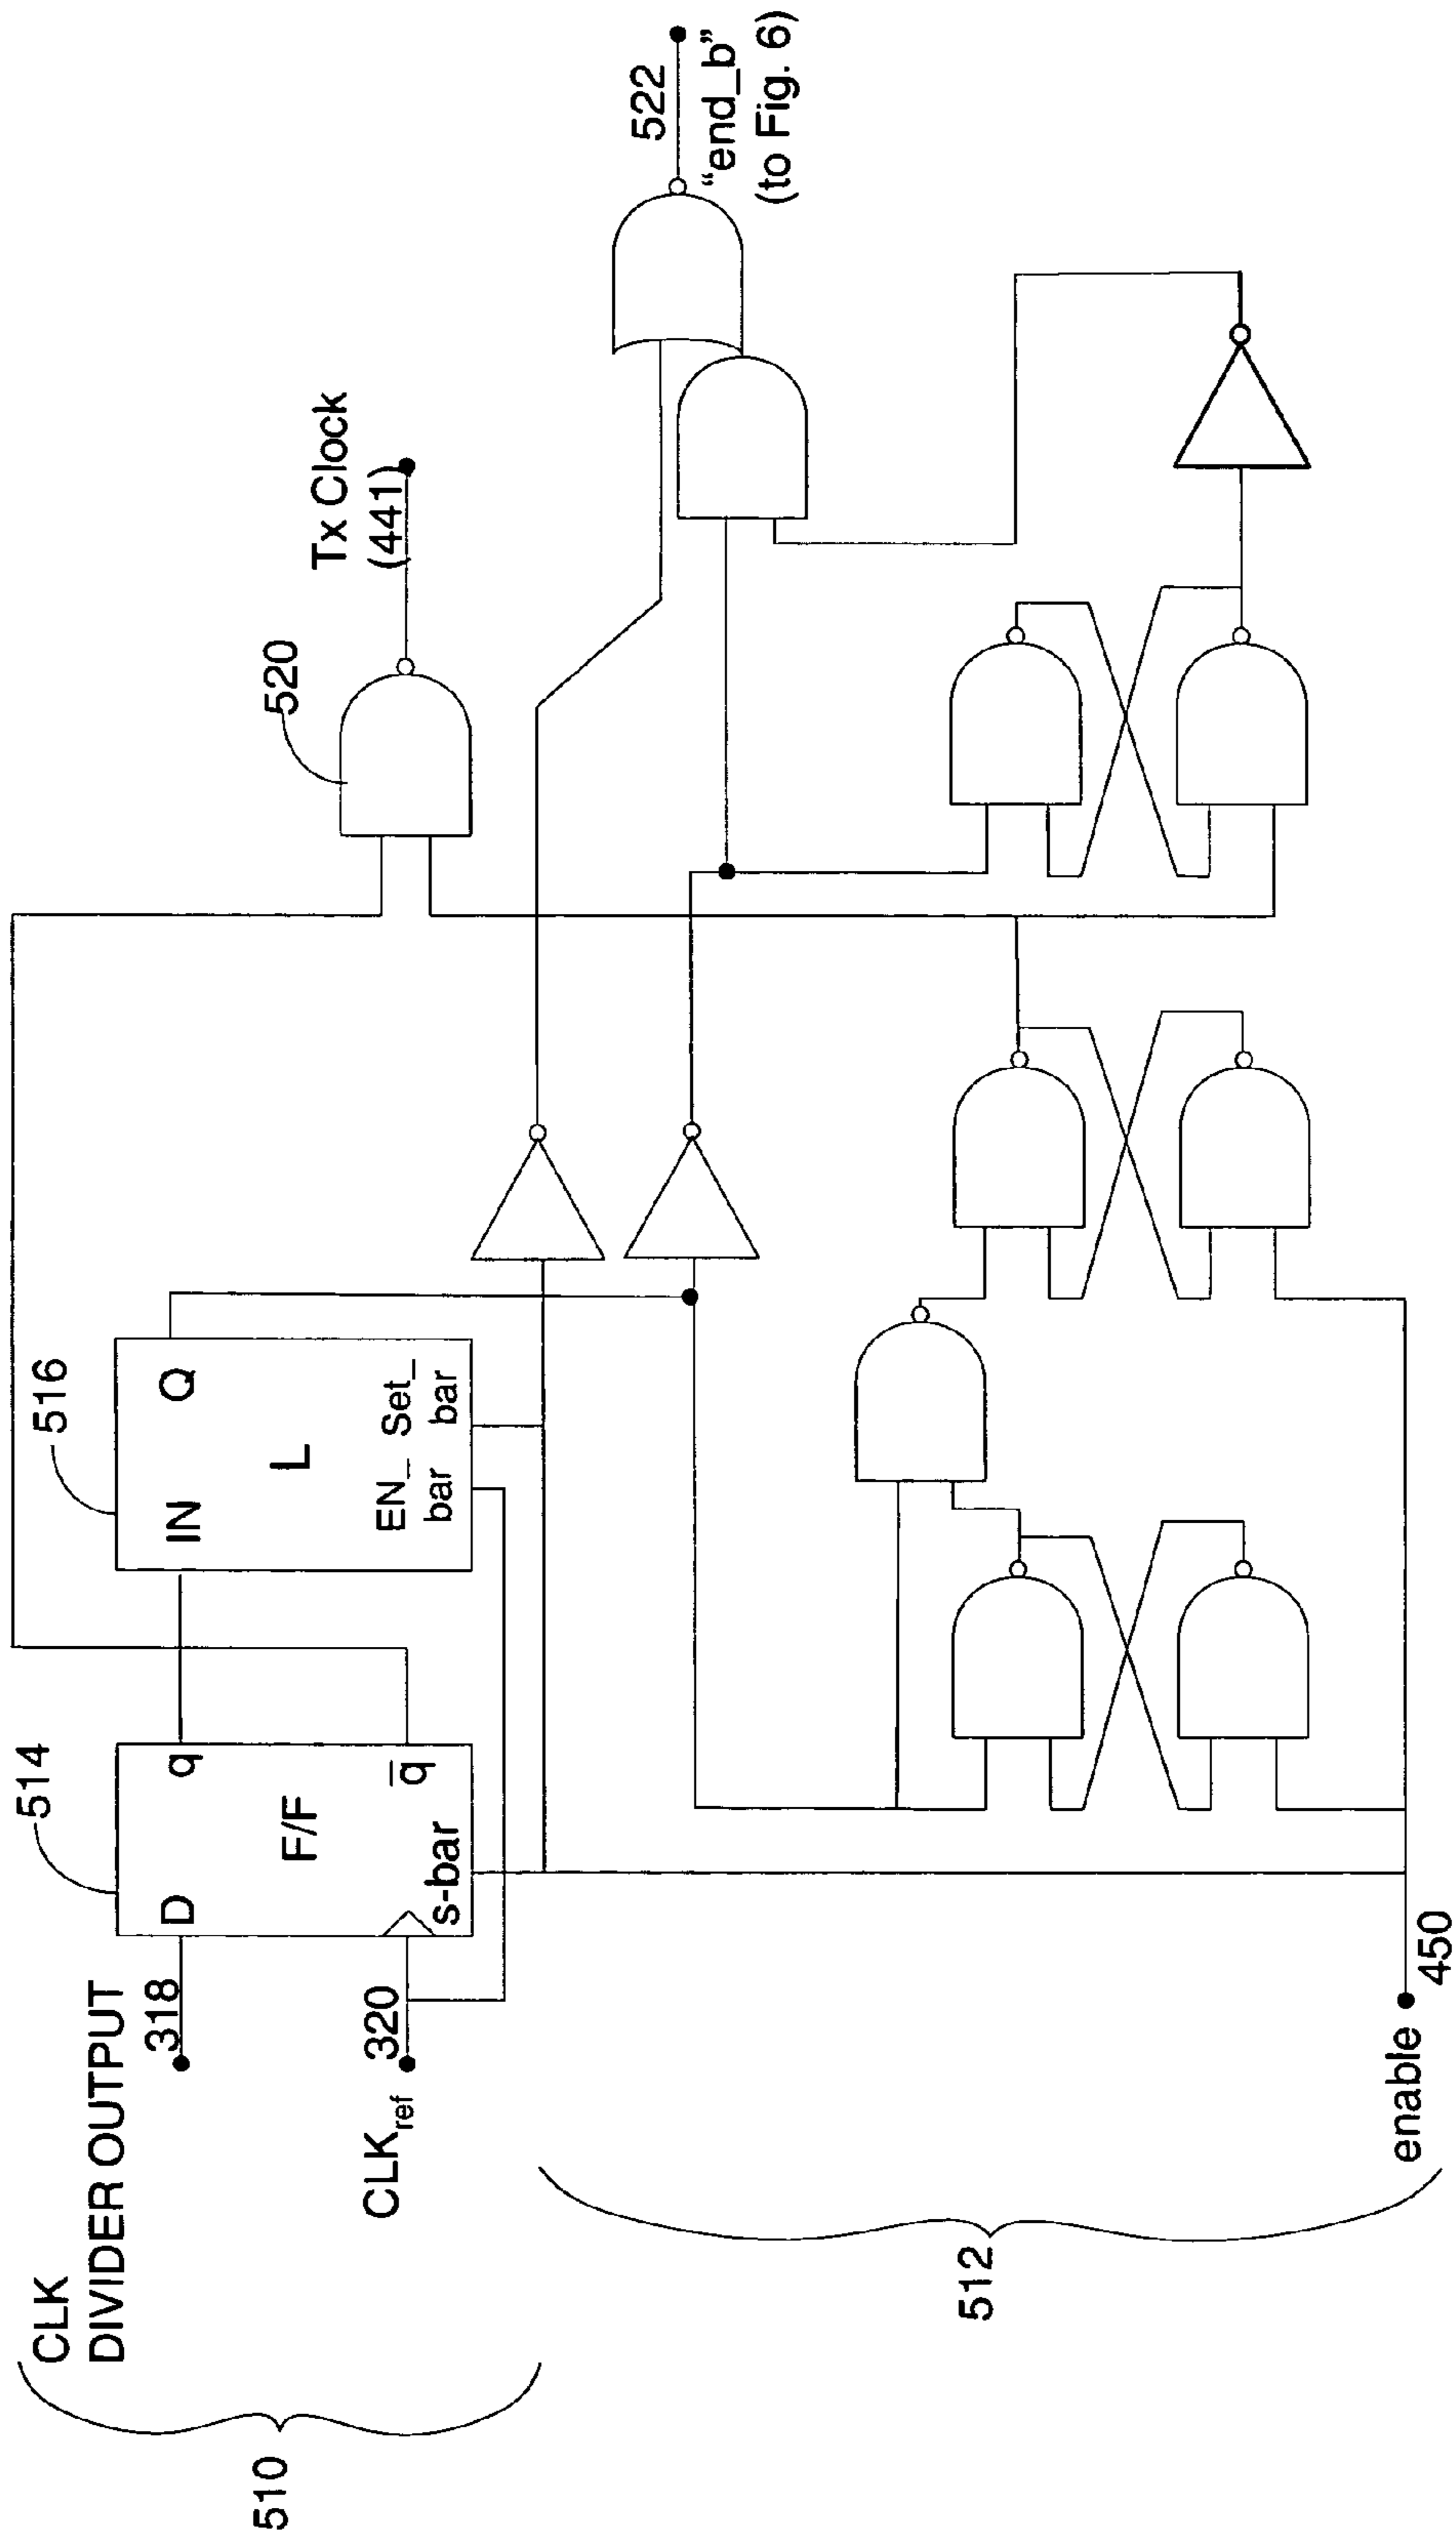 510
CLK
DIVIDER OUTPUT
318
CLKref
320
514
D
q
F/F
q̅
s-bar
516
IN
Q
L
EN_
bar
Set_
bar
520
Tx Clock
(441)
522
“end_b”
(to Fig. 6)
512
enable
450